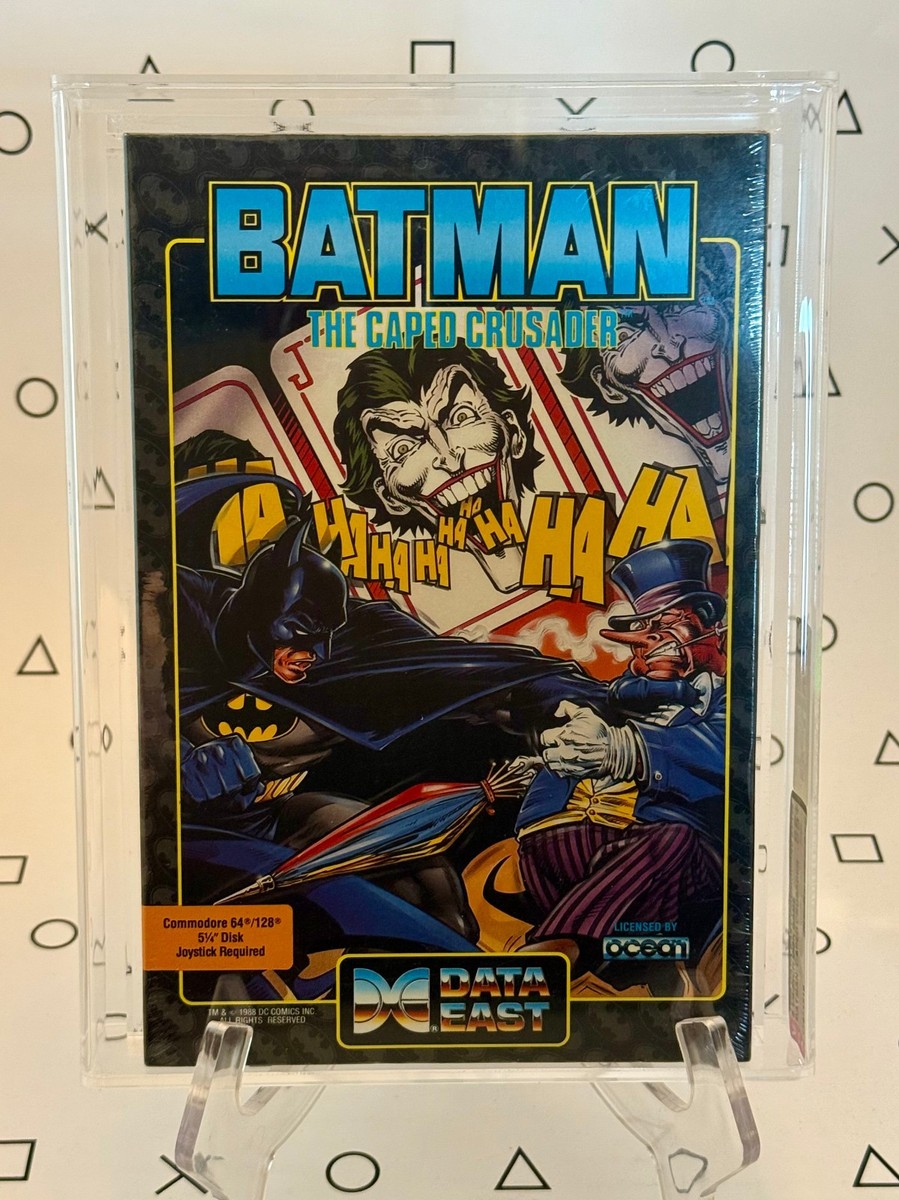 BATMAN
THE CAPED CRUSADER™
J
HA HA HA HA HA HA HA HA
Commodore 64®/128®
5¼" Disk
Joystick Required
LICENSED BY
ocean
DATA
EAST®
TM & © 1988 DC COMICS INC
ALL RIGHTS RESERVED